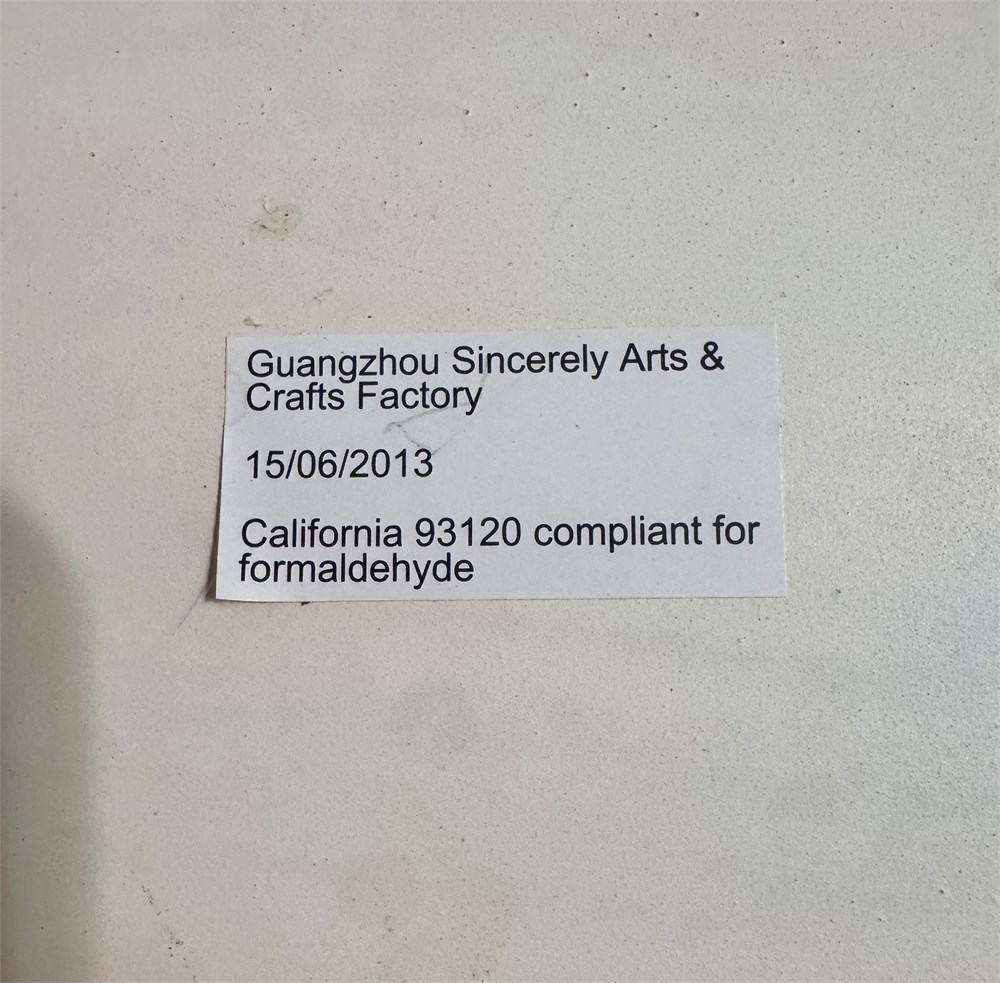 Guangzhou Sincerely Arts &
Crafts Factory
15/06/2013
California 93120 compliant for
formaldehyde